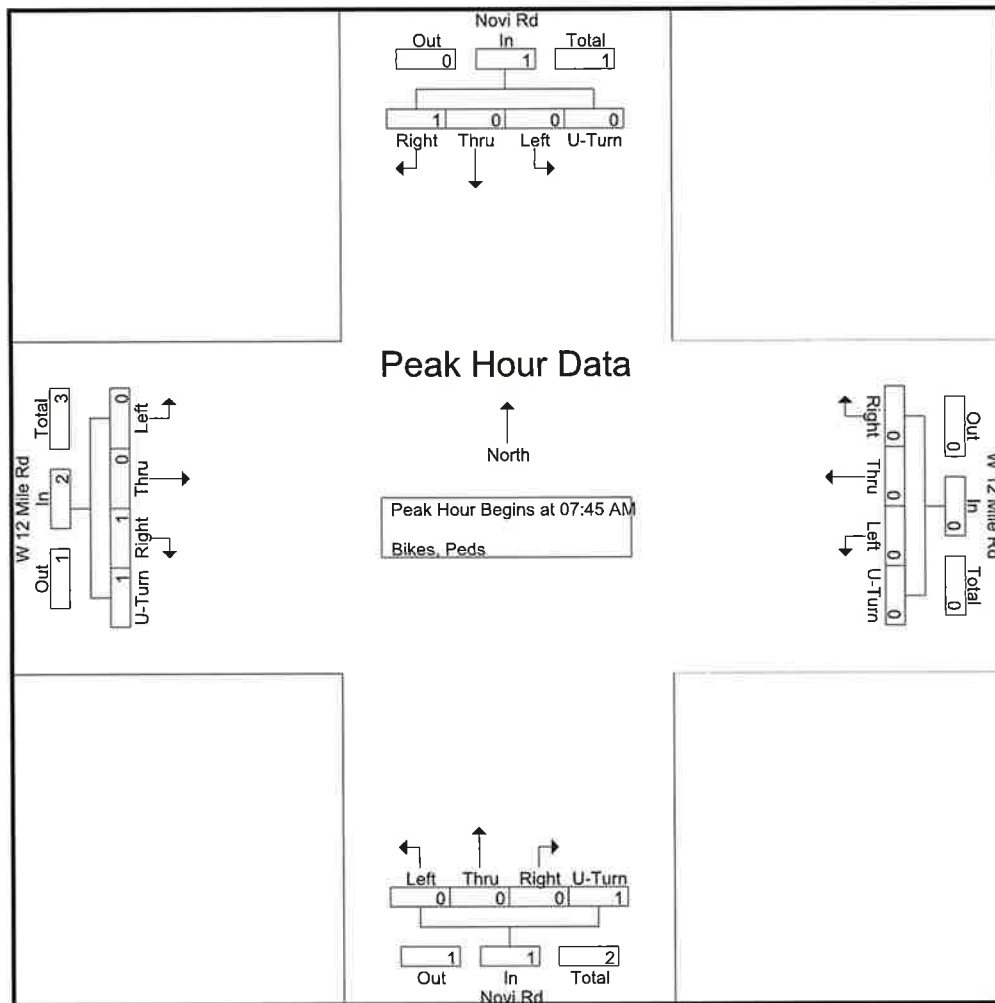 Novi Rd
Out In Total
0 1 1
1 0 0 0
Right Thru Left U-Turn
Peak Hour Data
North
Peak Hour Begins at 07:45 AM
Bikes, Peds
W 12 Mile Rd
Out In Total
1 2 3
0 0 1 1
Left Thru Right U-Turn
W 12 Mile Rd
Out In Total
0 0 0
0 0 0 0
Right Thru Left U-Turn
Left Thru Right U-Turn
0 0 0 1
1 1 2
Out In Total
Novi Rd